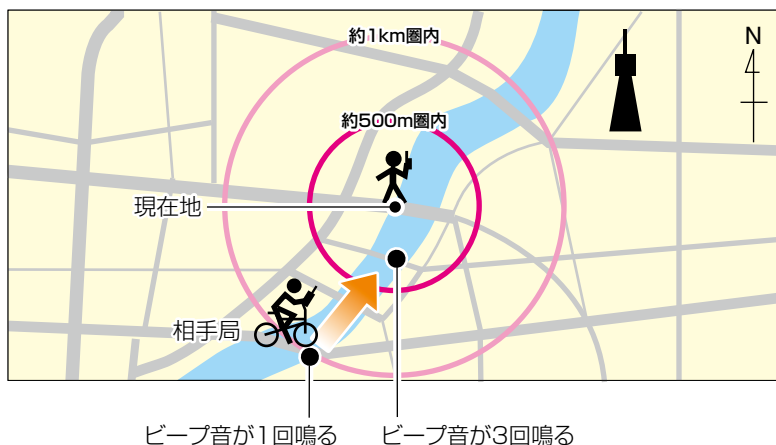 約1km圏内
N
約500m圏内
現在地
相手局
ビープ音が1回鳴る
ビープ音が3回鳴る